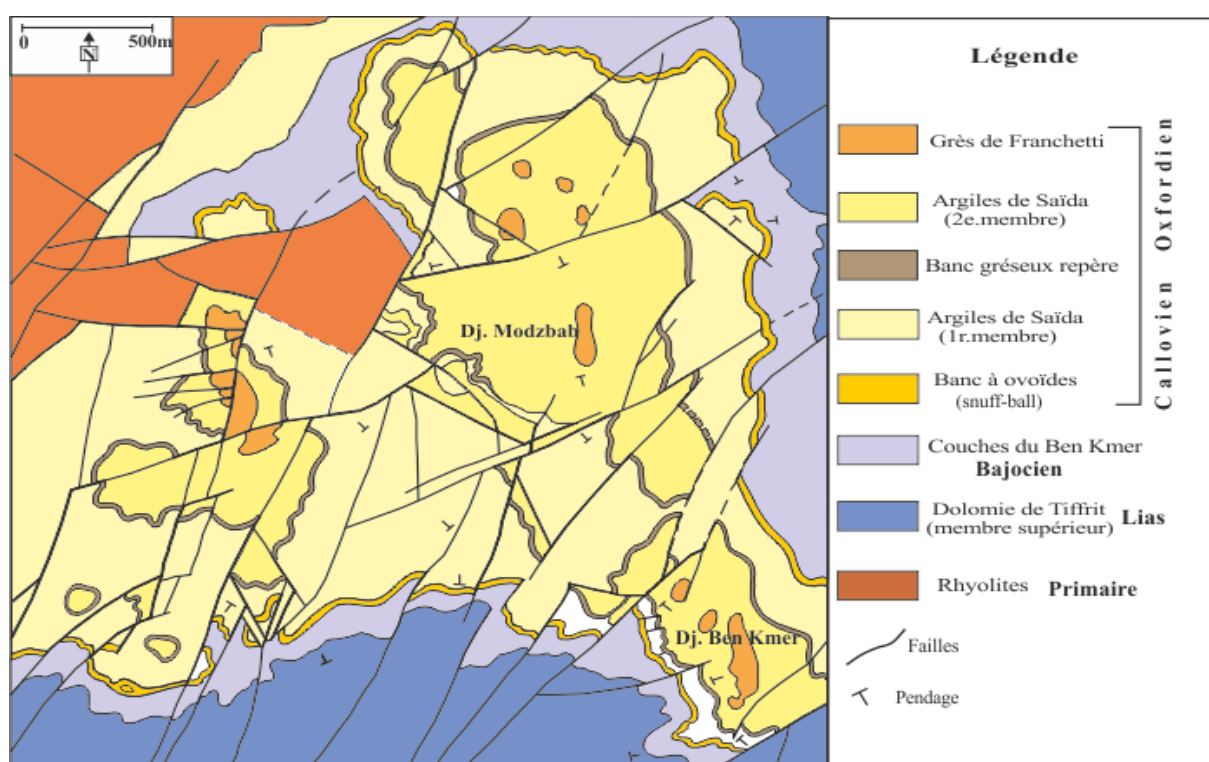 0 500m
N
Dj. Modzbah
Dj. Ben Kmer
Légende
Grès de Franchetti
Argiles de Saïda
(2e.membre)
Banc gréseux repère
Argiles de Saïda
(1r.membre)
Banc à ovoïdes
(snuff-ball)
Callovien Oxfordien
Couches du Ben Kmer
Bajocien
Dolomie de Tiffrit
(membre supérieur) Lias
Rhyolites Primaire
Failles
Pendage